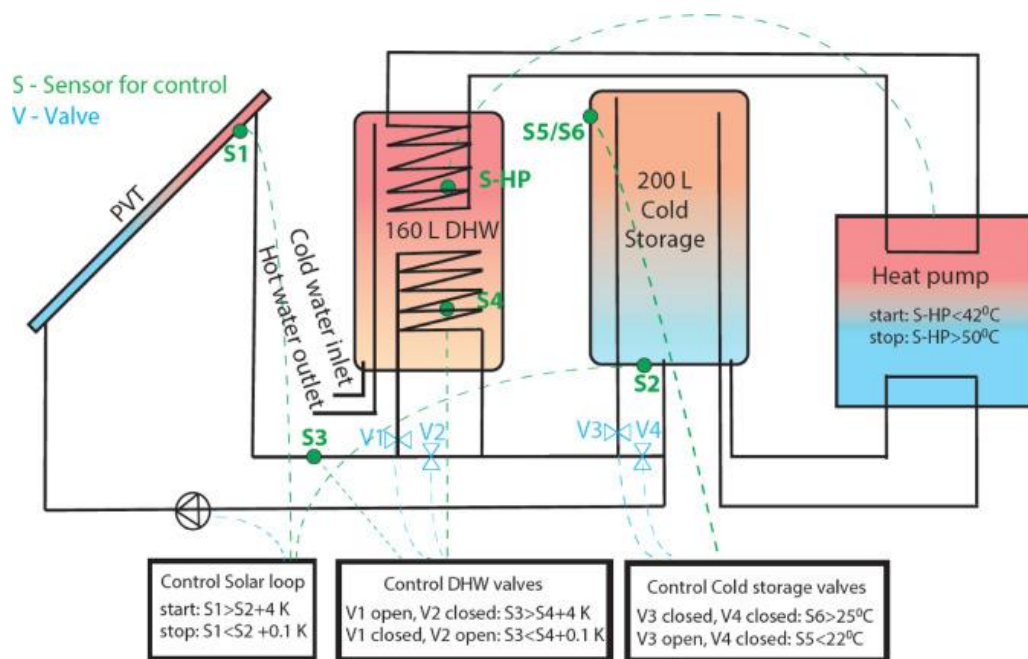 S - Sensor for control
V - Valve
S1
PVT
Cold water inlet
Hot water outlet
S-HP
160 L DHW
S4
S5/S6
200 L
Cold
Storage
S2
Heat pump
start: S-HP<42⁰C
stop: S-HP>50⁰C
S3
V1
V2
V3
V4
Control Solar loop
start: S1>S2+4 K
stop: S1<S2 +0.1 K
Control DHW valves
V1 open, V2 closed: S3>S4+4 K
V1 closed, V2 open: S3<S4+0.1 K
Control Cold storage valves
V3 closed, V4 closed: S6>25⁰C
V3 open, V4 closed: S5<22⁰C